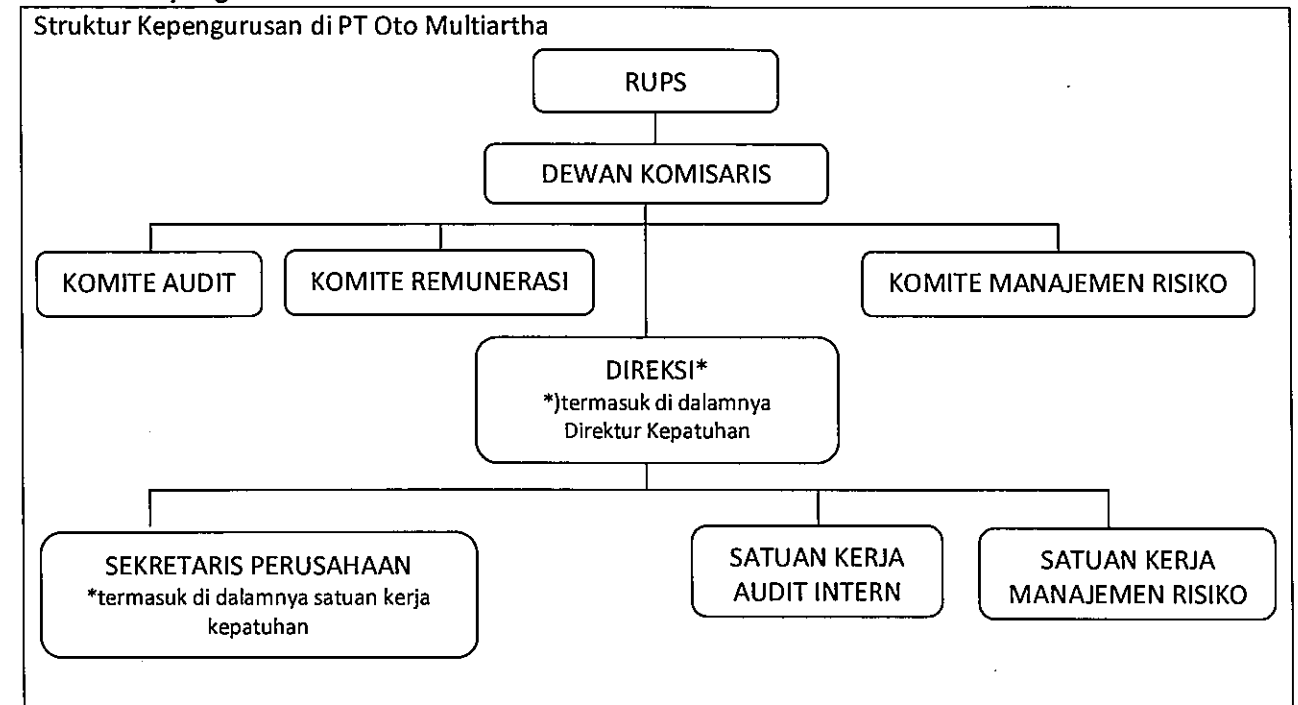 Struktur Kepengurusan di PT Oto Multiartha
RUPS
DEWAN KOMISARIS
KOMITE AUDIT
KOMITE REMUNERASI
KOMITE MANAJEMEN RISIKO
DIREKSI*
*)termasuk di dalamnya
Direktur Kepatuhan
SEKRETARIS PERUSAHAAN
*termasuk di dalamnya satuan kerja
kepatuhan
SATUAN KERJA
AUDIT INTERN
SATUAN KERJA
MANAJEMEN RISIKO